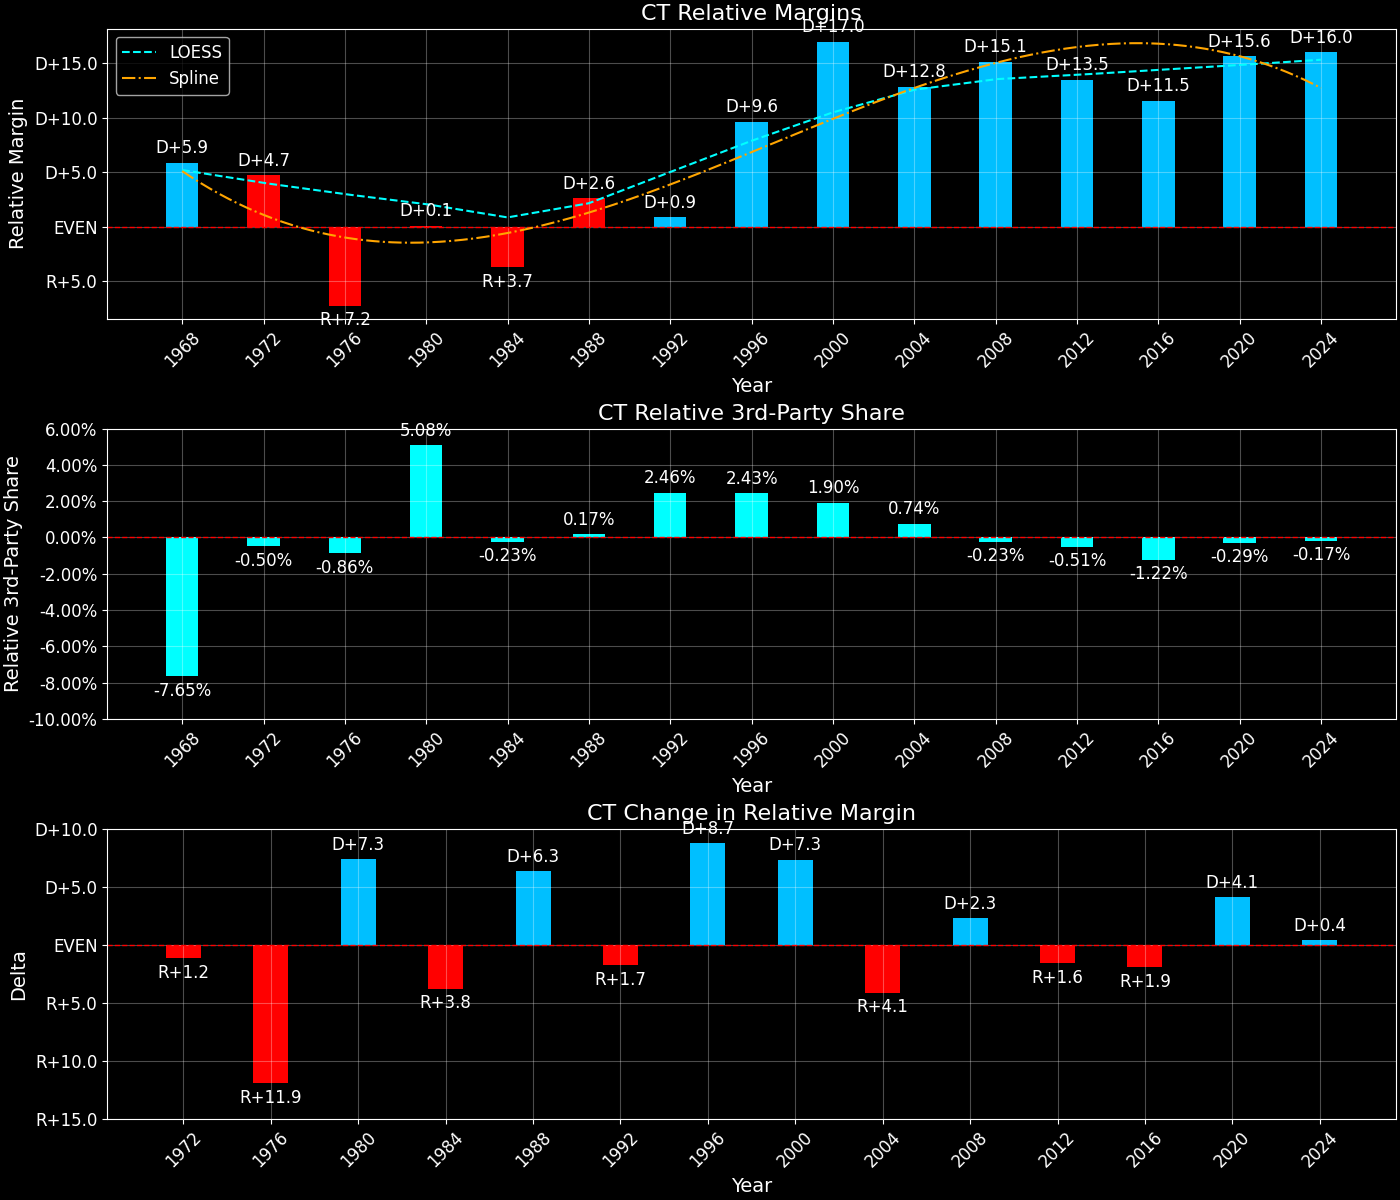 CT Relative Margins
LOESS
Spline
Relative Margin
D+15.0
D+10.0
D+5.0
EVEN
R+5.0
D+5.9
D+4.7
R+7.2
D+0.1
R+3.7
D+2.6
D+0.9
D+9.6
D+17.0
D+12.8
D+15.1
D+13.5
D+11.5
D+15.6
D+16.0
1968
1972
1976
1980
1984
1988
1992
1996
2000
2004
2008
2012
2016
2020
2024
Year
CT Relative 3rd-Party Share
Relative 3rd-Party Share
6.00%
4.00%
2.00%
0.00%
-2.00%
-4.00%
-6.00%
-8.00%
-10.00%
-7.65%
-0.50%
-0.86%
5.08%
-0.23%
0.17%
2.46%
2.43%
1.90%
0.74%
-0.23%
-0.51%
-1.22%
-0.29%
-0.17%
1968
1972
1976
1980
1984
1988
1992
1996
2000
2004
2008
2012
2016
2020
2024
Year
CT Change in Relative Margin
Delta
D+10.0
D+5.0
EVEN
R+5.0
R+10.0
R+15.0
R+1.2
R+11.9
D+7.3
R+3.8
D+6.3
R+1.7
D+8.7
D+7.3
R+4.1
D+2.3
R+1.6
R+1.9
D+4.1
D+0.4
1972
1976
1980
1984
1988
1992
1996
2000
2004
2008
2012
2016
2020
2024
Year